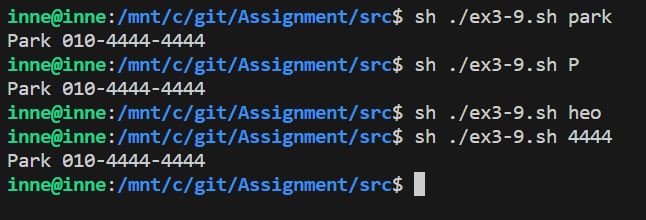 inne@inne:/mnt/c/git/Assignment/src$ sh ./ex3-9.sh park
Park 010-4444-4444
inne@inne:/mnt/c/git/Assignment/src$ sh ./ex3-9.sh P
Park 010-4444-4444
inne@inne:/mnt/c/git/Assignment/src$ sh ./ex3-9.sh heo
inne@inne:/mnt/c/git/Assignment/src$ sh ./ex3-9.sh 4444
Park 010-4444-4444
inne@inne:/mnt/c/git/Assignment/src$